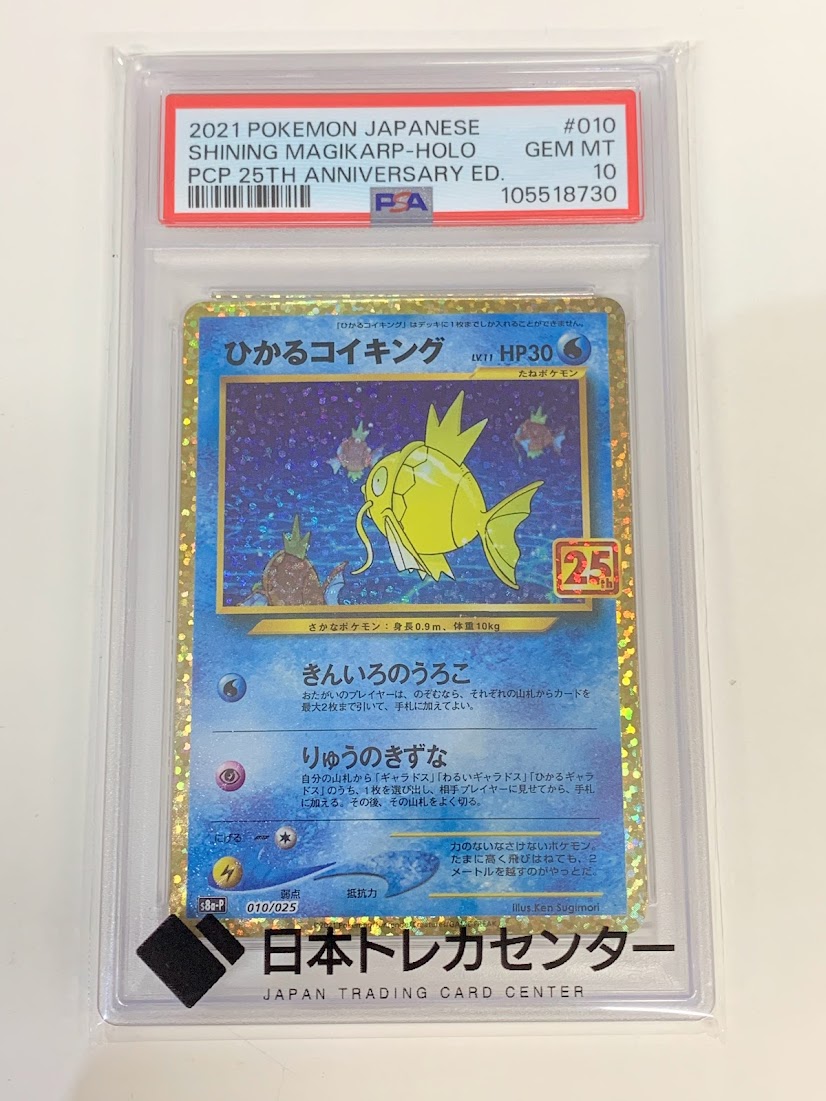 2021 POKEMON JAPANESE #010
SHINING MAGIKARP-HOLO GEM MT
PCP 25TH ANNIVERSARY ED. 10
PSA 105518730
「ひかるコイキング」はデッキに1枚までしか入れることができません。
ひかるコイキング LV.11 HP30
たねポケモン
25th
さかなポケモン：身長0.9m、体重10kg
きんいろのうろこ
おたがいのプレイヤーは、のぞむなら、それぞれの山札からカードを
最大2枚まで引いて、手札に加えてよい。
りゅうのきずな
自分の山札から「ギャラドス」「わるいギャラドス」「ひかるギャラ
ドス」のうち、1枚を選び出し、相手プレイヤーに見せてから、手札
に加える。その後、その山札をよく切る。
にげる
力のないなさけないポケモン。
たまに高く飛びはねても、2
メートルを越すのがやっとだ。
弱点 抵抗力
s8a-P 010/025 Illus.Ken Sugimori
日本トレカセンター
JAPAN TRADING CARD CENTER